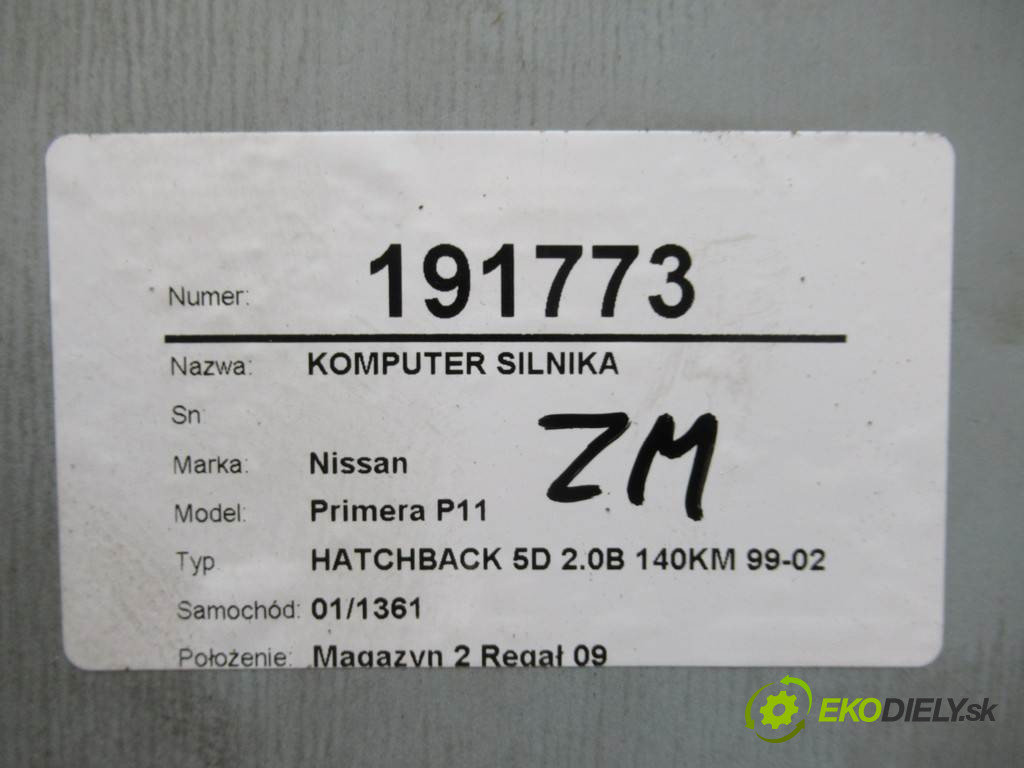 Numer: 191773
Nazwa: KOMPUTER SILNIKA
Sn
ZM
Marka: Nissan
Model: Primera P11
Typ HATCHBACK 5D 2.0B 140KM 99-02
Samochód: 01/1361
Położenie: Magazyn 2 Regał 09
EKODIELY.sk